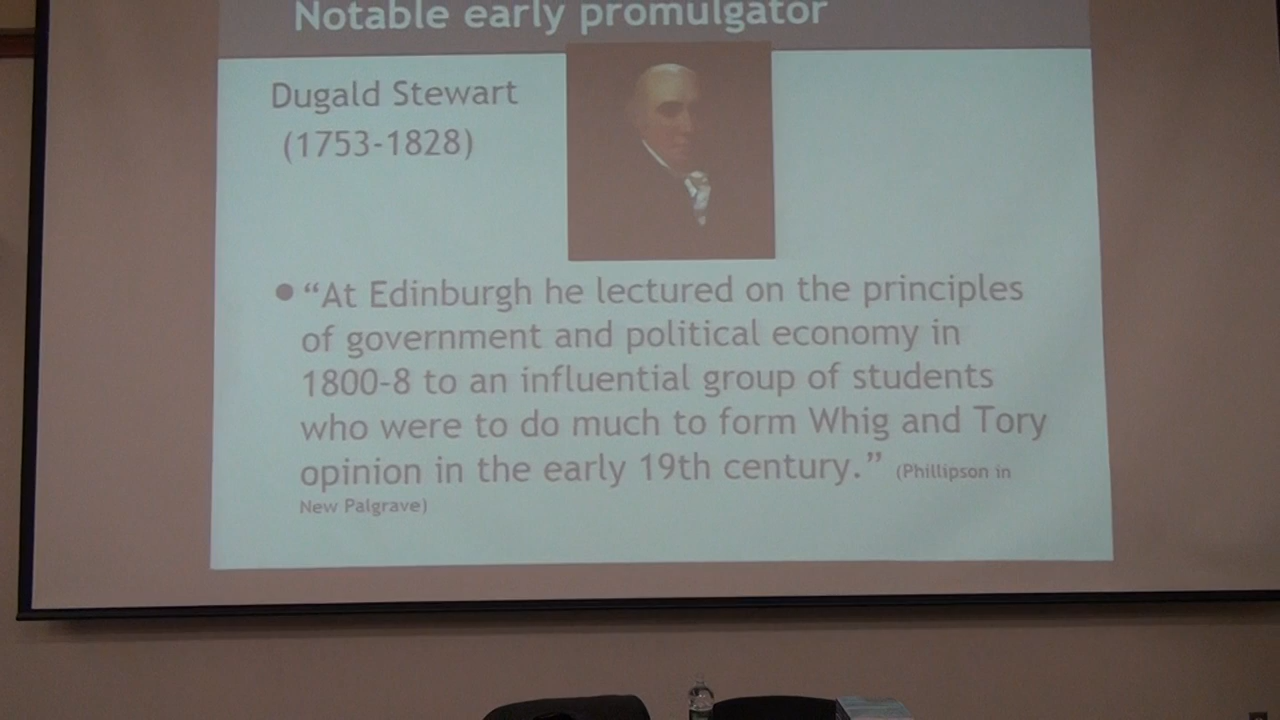 Notable early promulgator
Dugald Stewart
(1753-1828)
“At Edinburgh he lectured on the principles
of government and political economy in
1800-8 to an influential group of students
who were to do much to form Whig and Tory
opinion in the early 19th century.” (Phillipson in
New Palgrave)